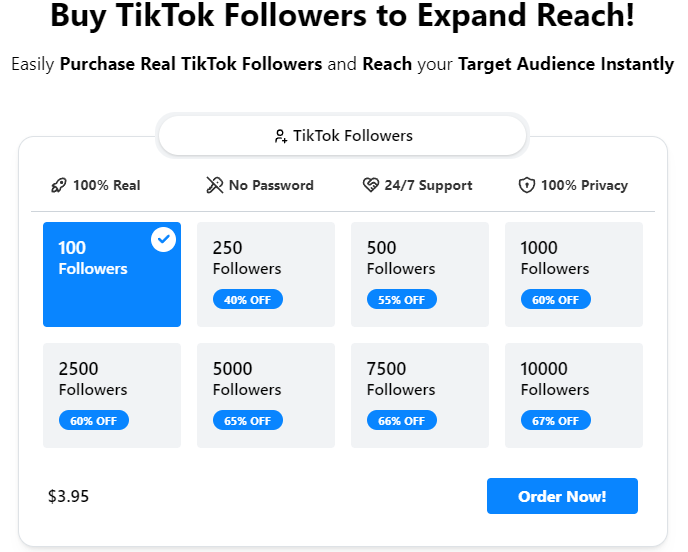 Buy TikTok Followers to Expand Reach!
Easily Purchase Real TikTok Followers and Reach your Target Audience Instantly
TikTok Followers
100% Real
No Password
24/7 Support
100% Privacy
100
Followers
250
Followers
40% OFF
500
Followers
55% OFF
1000
Followers
60% OFF
2500
Followers
60% OFF
5000
Followers
65% OFF
7500
Followers
66% OFF
10000
Followers
67% OFF
$3.95
Order Now!